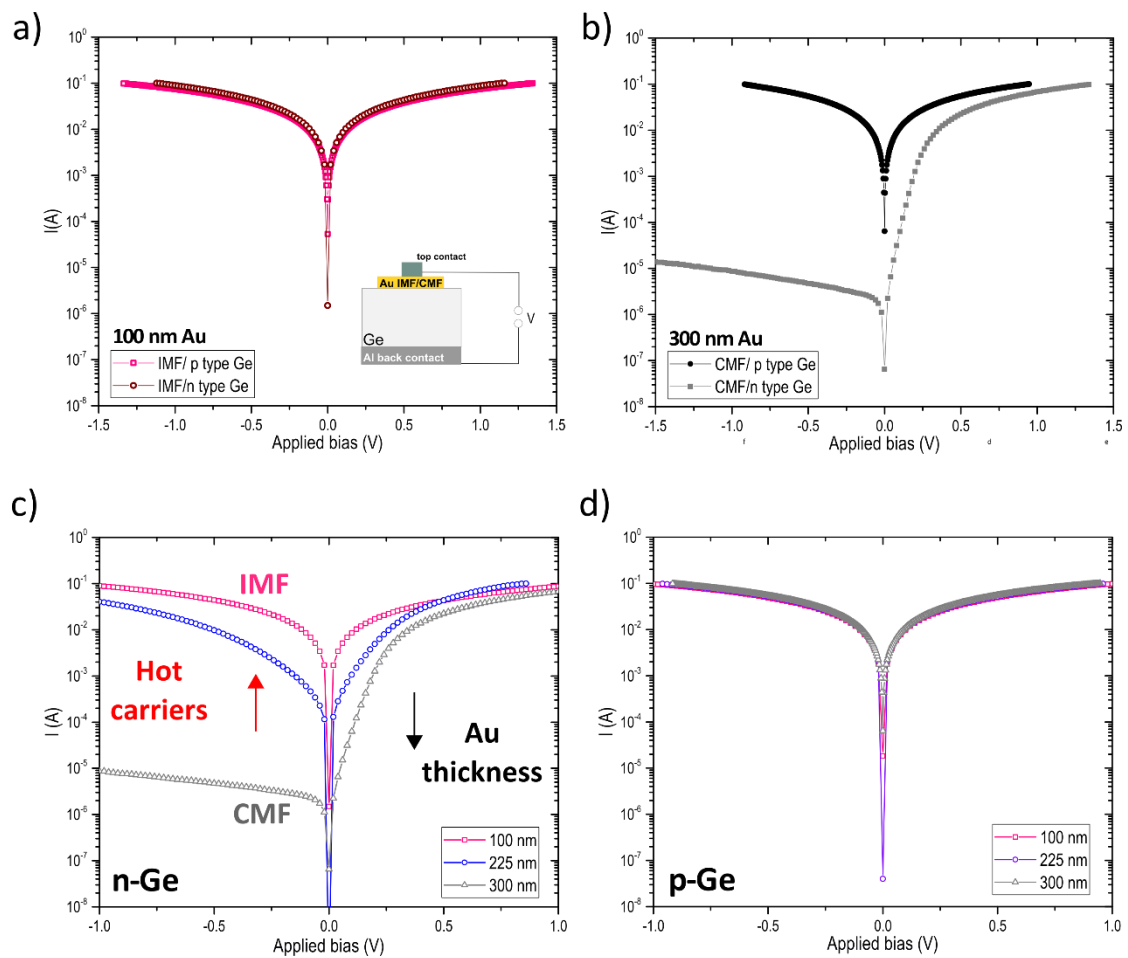 a)
10⁰
10⁻¹
10⁻²
10⁻³
10⁻⁴
10⁻⁵
10⁻⁶
10⁻⁷
10⁻⁸
I(A)
top contact
Au IMF/CMF
Ge
Al back contact
V
100 nm Au
IMF/ p type Ge
IMF/n type Ge
-1.5 -1.0 -0.5 0.0 0.5 1.0 1.5
Applied bias (V)
b)
10⁰
10⁻¹
10⁻²
10⁻³
10⁻⁴
10⁻⁵
10⁻⁶
10⁻⁷
10⁻⁸
I(A)
300 nm Au
CMF/ p type Ge
CMF/n type Ge
-1.5 -1.0 -0.5 0.0 0.5 1.0 1.5
Applied bias (V)
f d e
c)
10⁰
10⁻¹
10⁻²
10⁻³
10⁻⁴
10⁻⁵
10⁻⁶
10⁻⁷
10⁻⁸
I (A)
IMF
Hot
carriers
Au
thickness
CMF
n-Ge
100 nm
225 nm
300 nm
-1.0 -0.5 0.0 0.5 1.0
Applied bias (V)
d)
10⁰
10⁻¹
10⁻²
10⁻³
10⁻⁴
10⁻⁵
10⁻⁶
10⁻⁷
10⁻⁸
I (A)
p-Ge
100 nm
225 nm
300 nm
-1.0 -0.5 0.0 0.5 1.0
Applied bias (V)